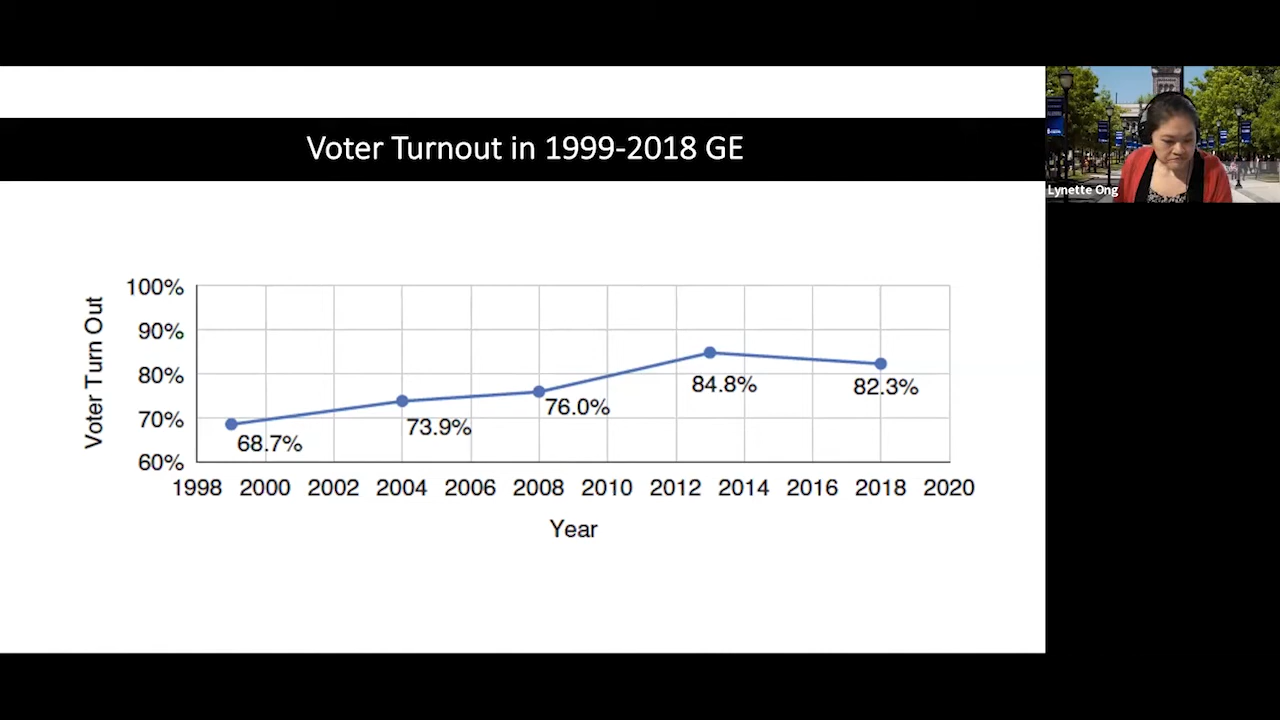 Voter Turnout in 1999-2018 GE
Lynette Ong
Voter Turn Out
100%
90%
80%
70%
60%
68.7%
73.9%
76.0%
84.8%
82.3%
1998 2000 2002 2004 2006 2008 2010 2012 2014 2016 2018 2020
Year